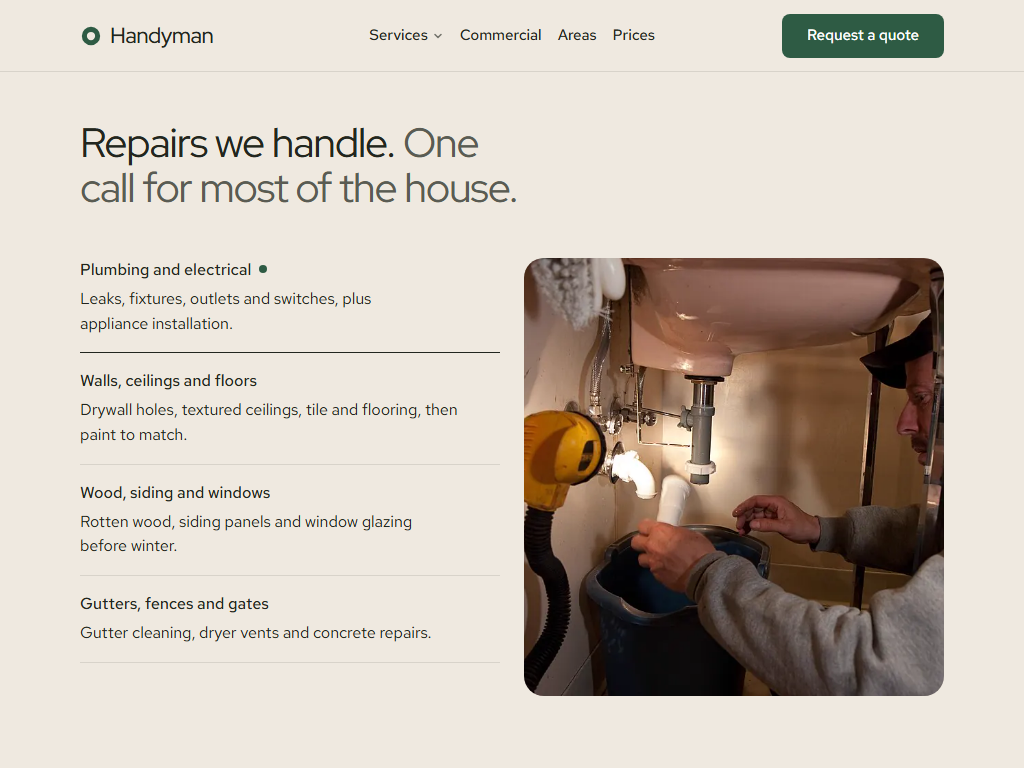 Handyman
Services
Commercial
Areas
Prices
Request a quote
Repairs we handle. One
call for most of the house.
Plumbing and electrical
Leaks, fixtures, outlets and switches, plus
appliance installation.
Walls, ceilings and floors
Drywall holes, textured ceilings, tile and flooring, then
paint to match.
Wood, siding and windows
Rotten wood, siding panels and window glazing
before winter.
Gutters, fences and gates
Gutter cleaning, dryer vents and concrete repairs.